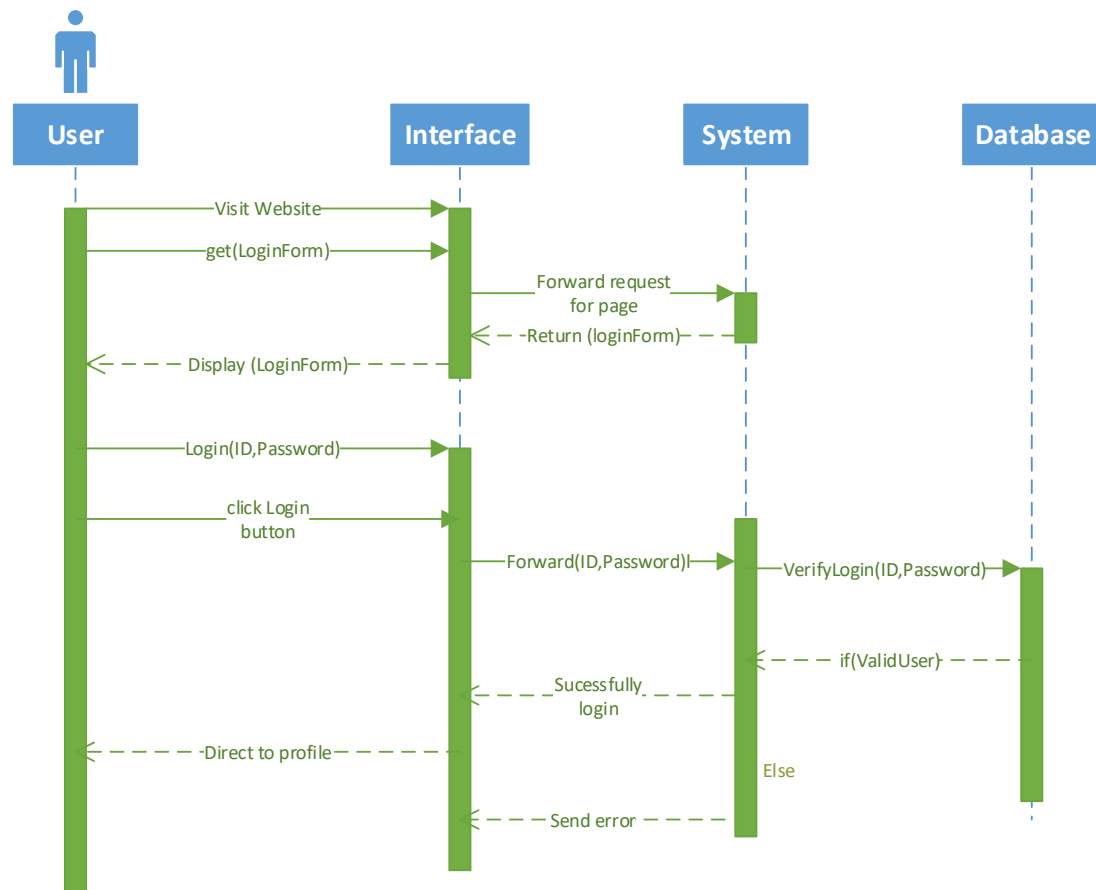 User
Interface
System
Database
Visit Website
get(LoginForm)
Forward request
for page
Return (loginForm)
Display (LoginForm)
Login(ID,Password)
click Login
button
Forward(ID,Password)l
VerifyLogin(ID,Password)
if(ValidUser)
Sucessfully
login
Direct to profile
Else
Send error